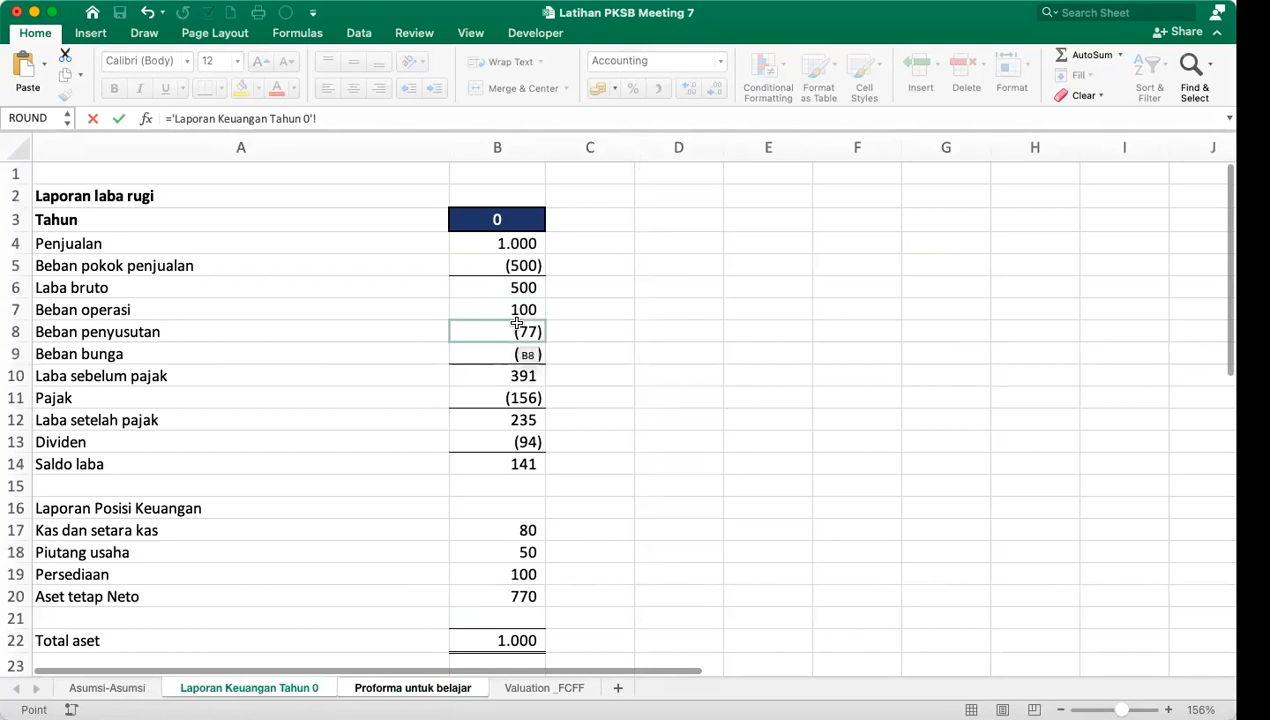 Latihan PKSB Meeting 7
Search Sheet
Home Insert Draw Page Layout Formulas Data Review View Developer
Share
Paste
Calibri (Body) 12 A A
B I U A
Wrap Text
Merge & Center
Accounting
%
Conditional Formatting
Format as Table
Cell Styles
Insert
Delete
Format
AutoSum
Fill
Clear
Sort & Filter
Find & Select
ROUND fx ='Laporan Keuangan Tahun 0'!
A B C D E F G H I J
1
2 Laporan laba rugi
3 Tahun 0
4 Penjualan 1.000
5 Beban pokok penjualan (500)
6 Laba bruto 500
7 Beban operasi 100
8 Beban penyusutan (77)
9 Beban bunga ( B8 )
10 Laba sebelum pajak 391
11 Pajak (156)
12 Laba setelah pajak 235
13 Dividen (94)
14 Saldo laba 141
15
16 Laporan Posisi Keuangan
17 Kas dan setara kas 80
18 Piutang usaha 50
19 Persediaan 100
20 Aset tetap Neto 770
21
22 Total aset 1.000
23
Asumsi-Asumsi Laporan Keuangan Tahun 0 Proforma untuk belajar Valuation _FCFF +
Point 156%